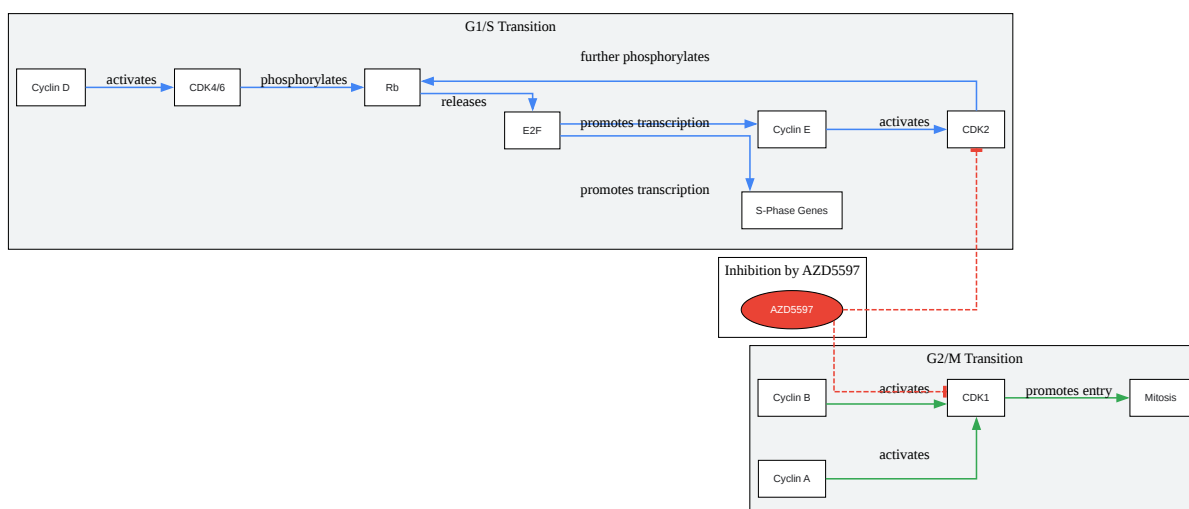 G1/S Transition
further phosphorylates
Cyclin D
activates
CDK4/6
phosphorylates
Rb
releases
E2F
promotes transcription
Cyclin E
activates
CDK2
promotes transcription
S-Phase Genes
Inhibition by AZD5597
AZD5597
G2/M Transition
Cyclin B
activates
CDK1
promotes entry
Mitosis
activates
Cyclin A